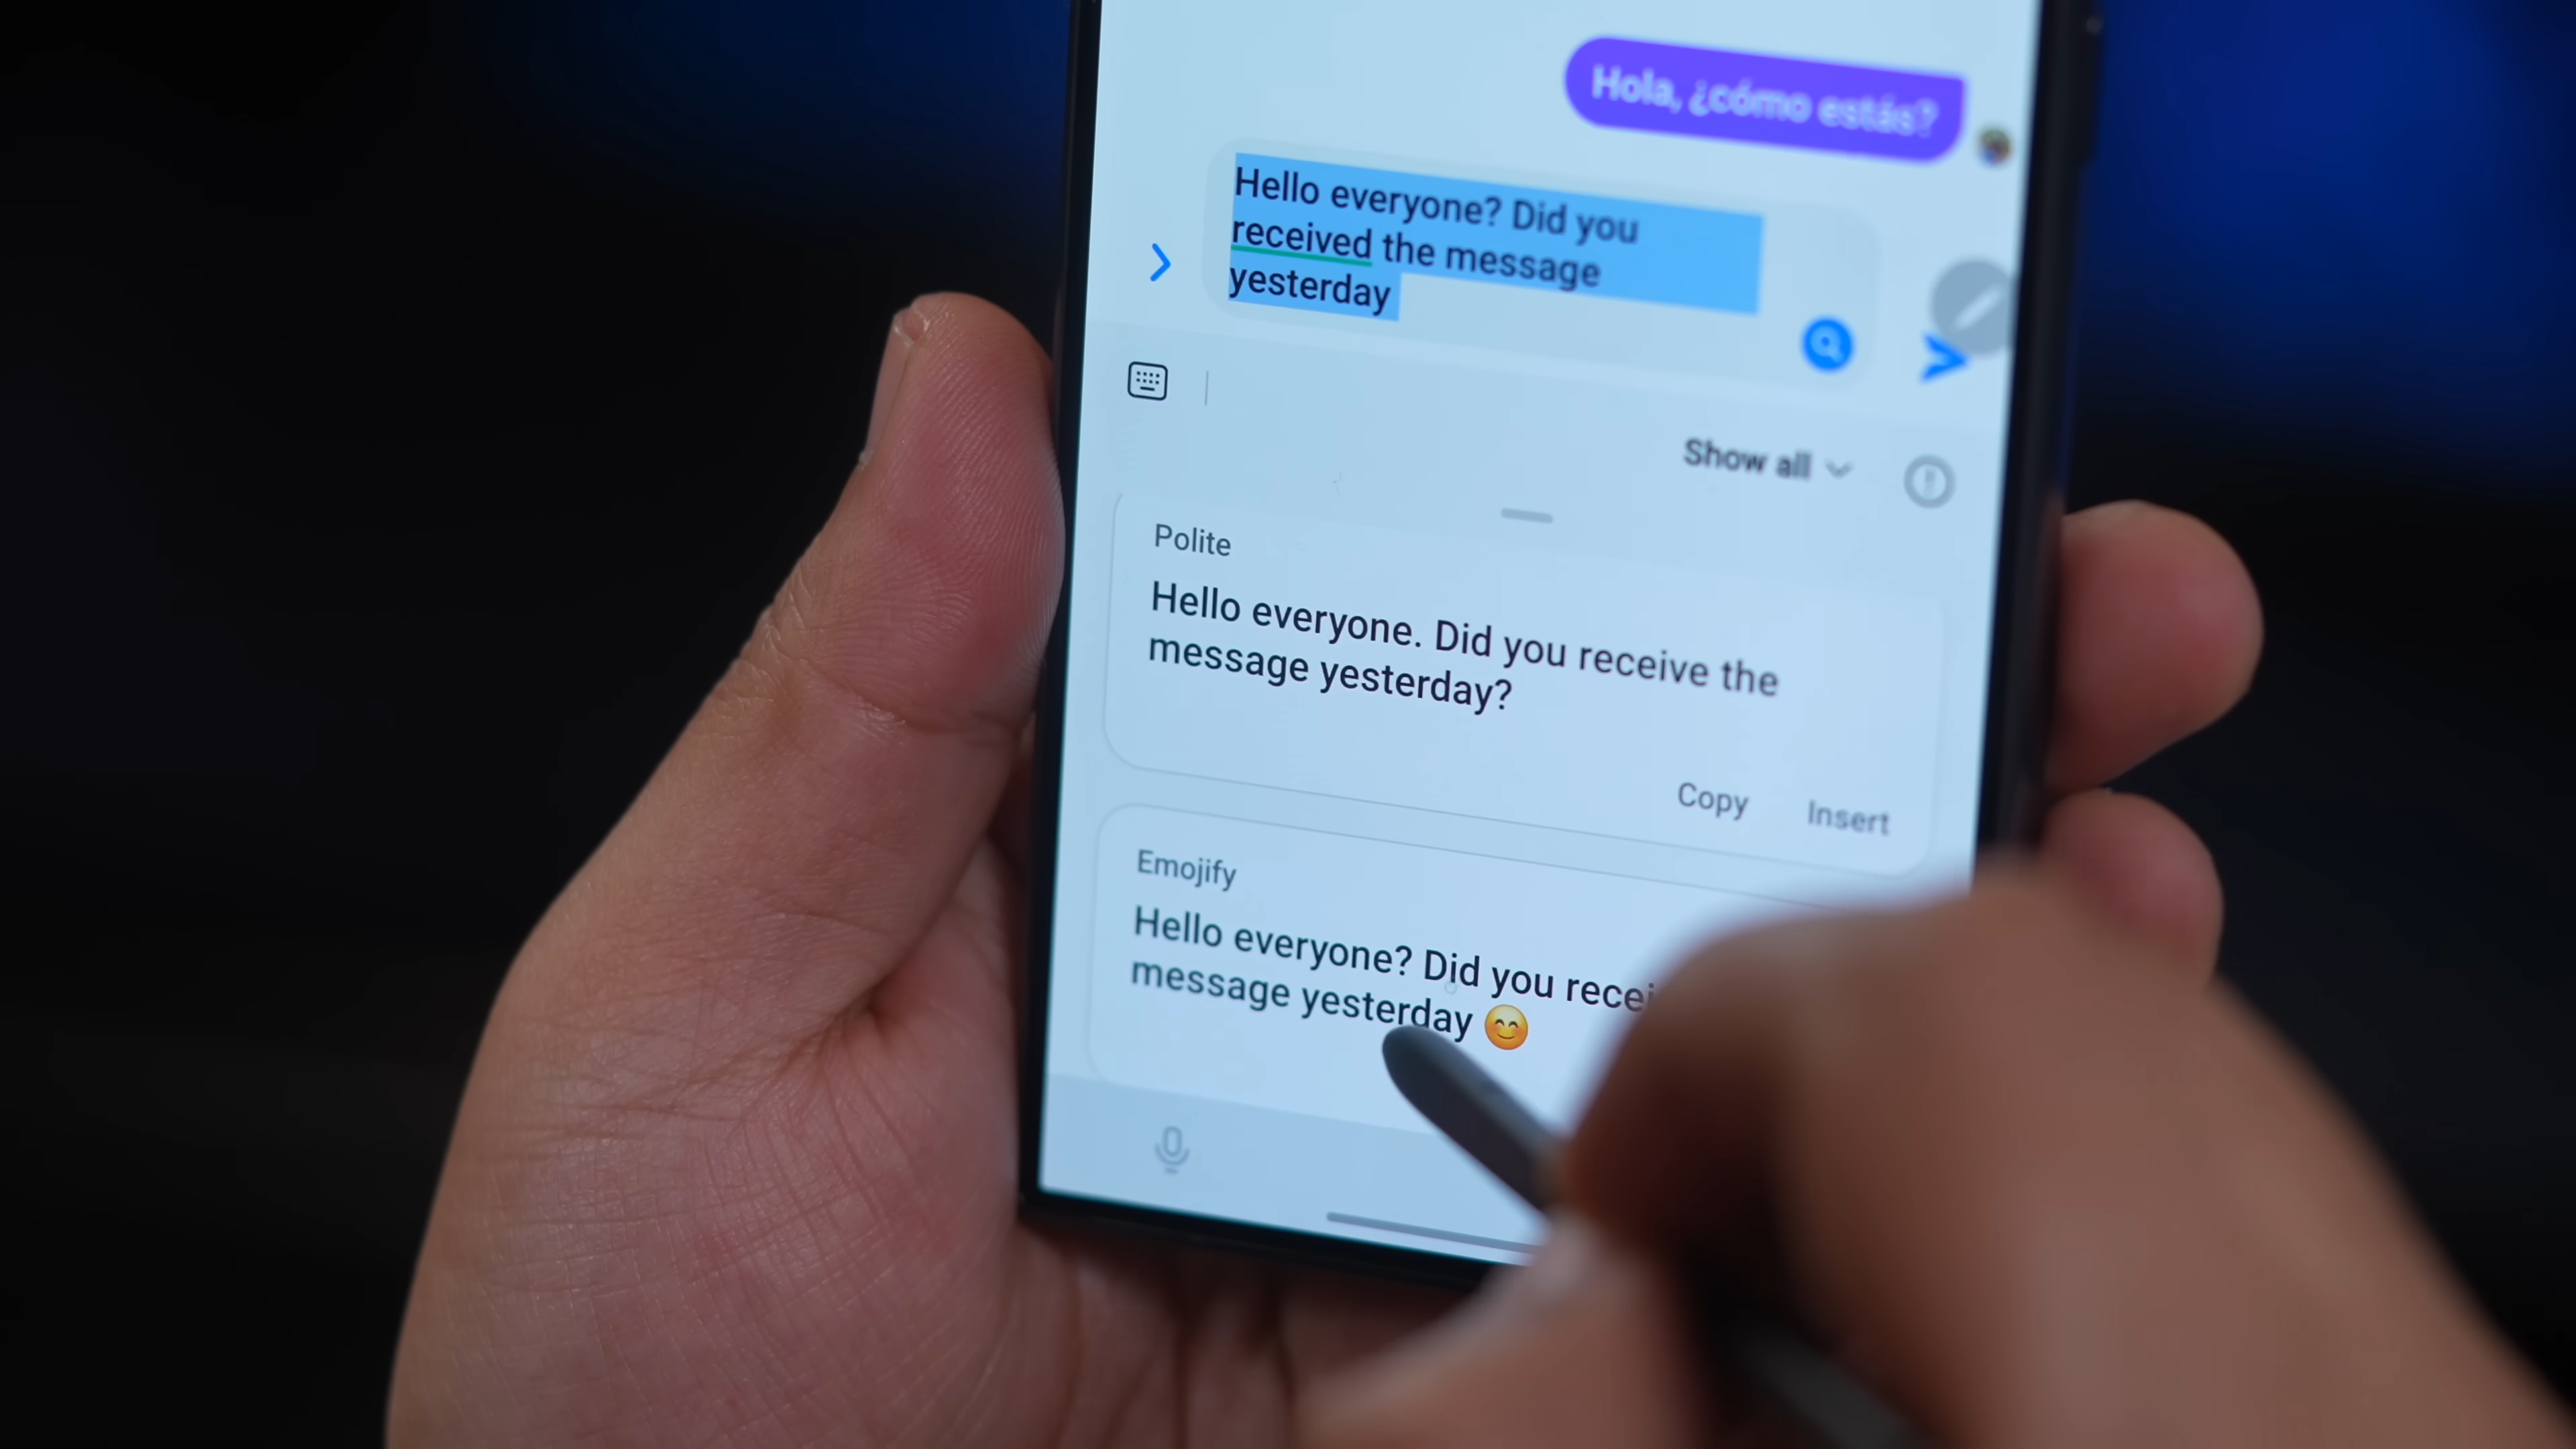 Hola, ¿cómo estás?
Hello everyone? Did you
received the message
yesterday
Show all
Polite
Hello everyone. Did you receive the
message yesterday?
Copy Insert
Emojify
Hello everyone? Did you
message yesterday 😊